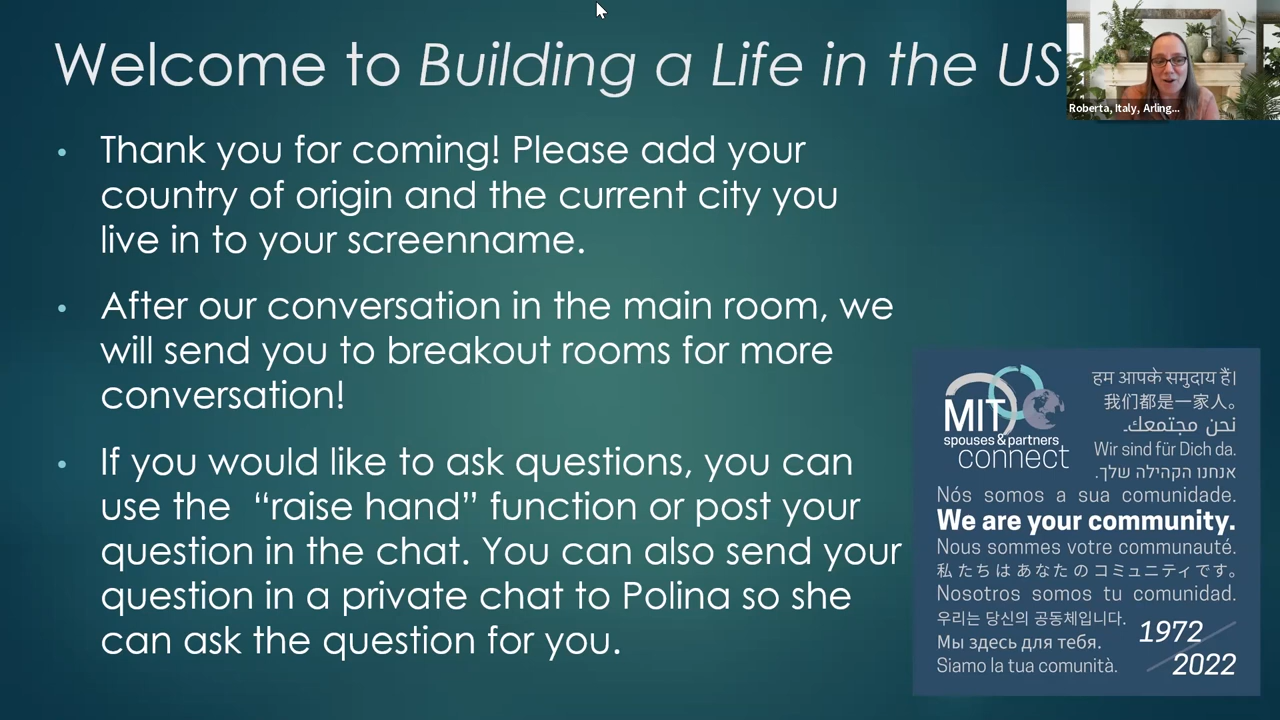 Welcome to Building a Life in the US
Roberta, Italy, Arling...
Thank you for coming! Please add your
country of origin and the current city you
live in to your screenname.
After our conversation in the main room, we
will send you to breakout rooms for more
conversation!
If you would like to ask questions, you can
use the “raise hand” function or post your
question in the chat. You can also send your
question in a private chat to Polina so she
can ask the question for you.
MIT
spouses & partners
connect
हम आपके समुदाय हैं।
我们都是一家人。
نحن مجتمعك.
Wir sind für Dich da.
אנחנו הקהילה שלך.
Nós somos a sua comunidade.
We are your community.
Nous sommes votre communauté.
私たちはあなたのコミュニティです。
Nosotros somos tu comunidad.
우리는 당신의 공동체입니다.
Мы здесь для тебя.
Siamo la tua comunità.
1972
2022